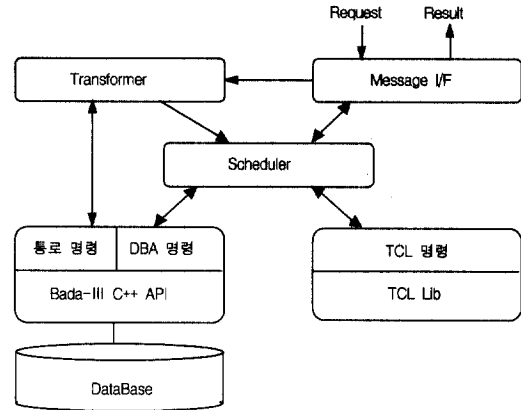 Request Result
Transformer
Message I/F
Scheduler
통로 명령
DBA 명령
TCL 명령
Bada-III C++ API
TCL Lib
DataBase